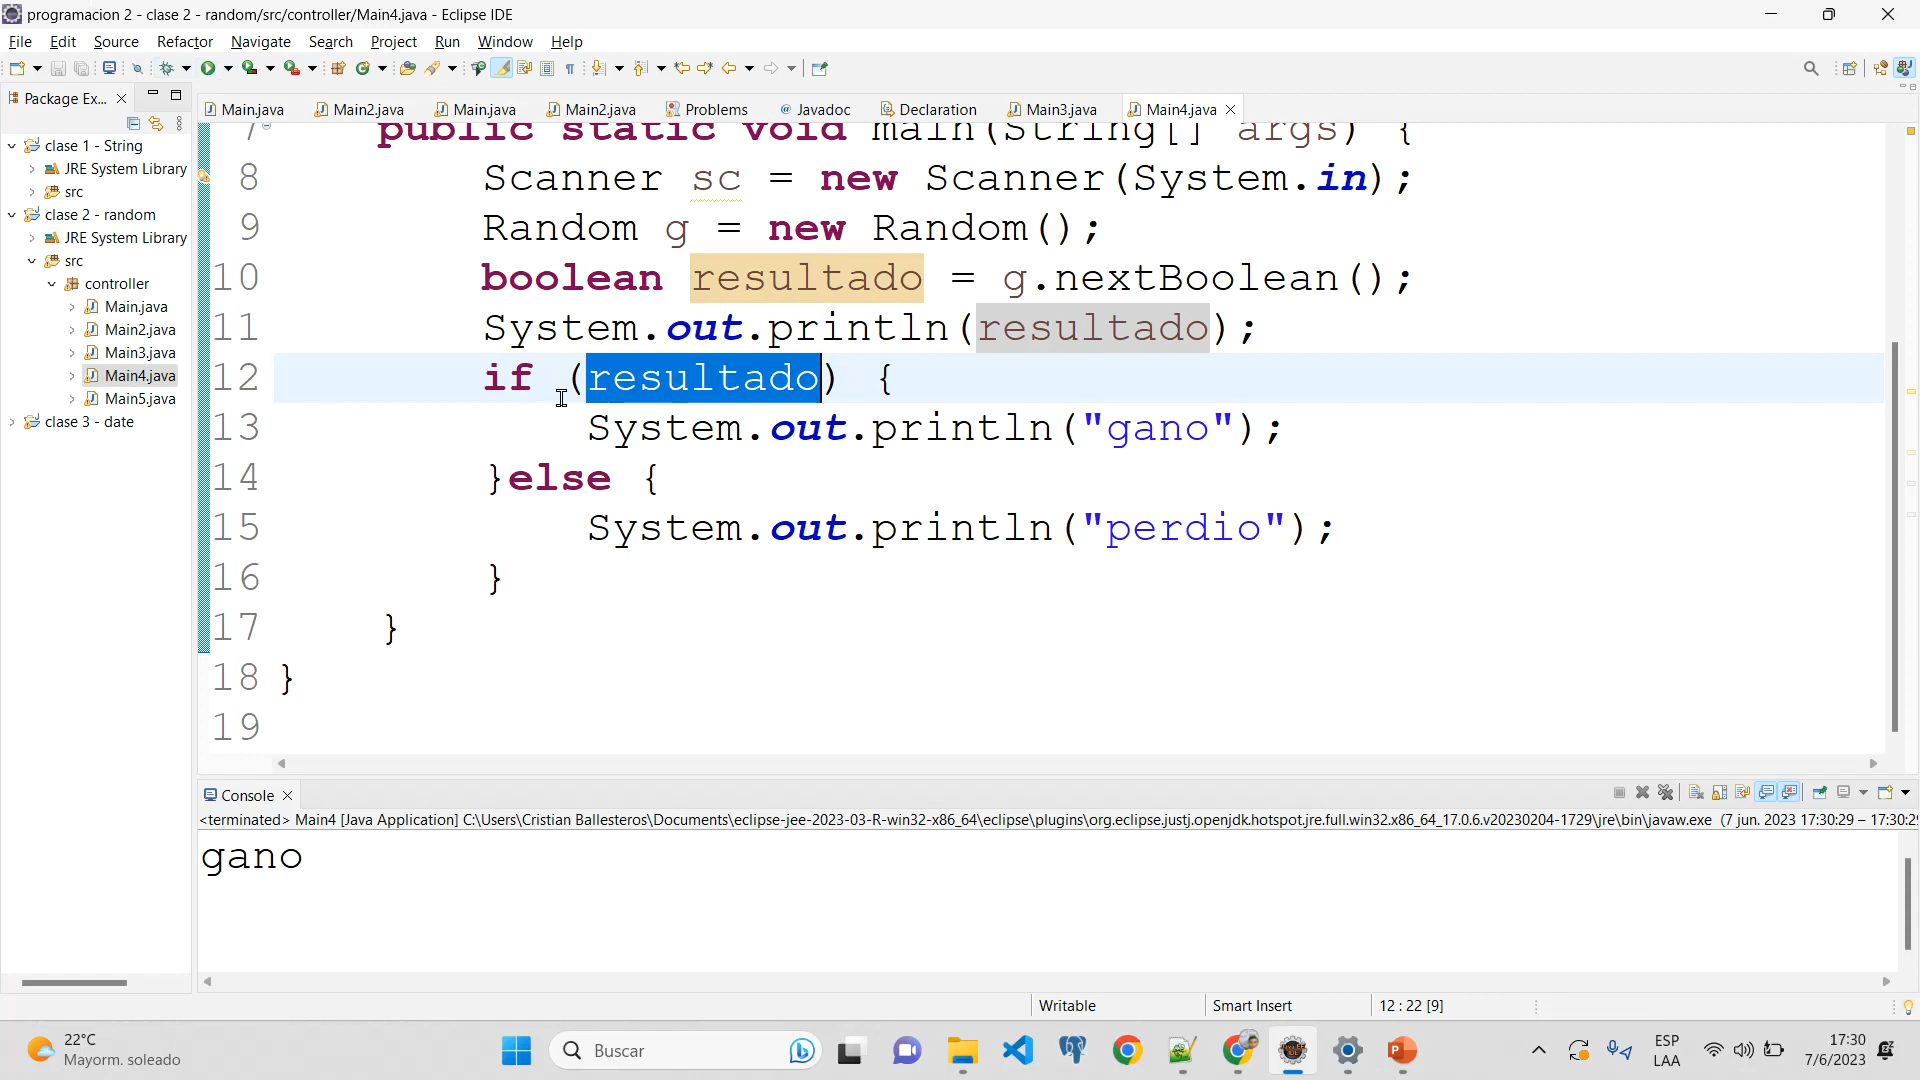 programacion 2 - clase 2 - random/src/controller/Main4.java - Eclipse IDE
File Edit Source Refactor Navigate Search Project Run Window Help
Package Ex...
Main.java Main2.java Main.java Main2.java Problems @ Javadoc Declaration Main3.java Main4.java
clase 1 - String
JRE System Library
src
clase 2 - random
JRE System Library
src
controller
Main.java
Main2.java
Main3.java
Main4.java
Main5.java
clase 3 - date
7 public static void main(String[] args) {
8 Scanner sc = new Scanner(System.in);
9 Random g = new Random();
10 boolean resultado = g.nextBoolean();
11 System.out.println(resultado);
12 if (resultado) {
13 System.out.println("gano");
14 }else {
15 System.out.println("perdio");
16 }
17 }
18 }
19
Console
<terminated> Main4 [Java Application] C:\Users\Cristian Ballesteros\Documents\eclipse-jee-2023-03-R-win32-x86_64\eclipse\plugins\org.eclipse.justj.openjdk.hotspot.jre.full.win32.x86_64_17.0.6.v20230204-1729\jre\bin\javaw.exe (7 jun. 2023 17:30:29 – 17:30:29
gano
Writable Smart Insert 12 : 22 [9]
22°C
Mayorm. soleado
Buscar
ESP
LAA
17:30
7/6/2023